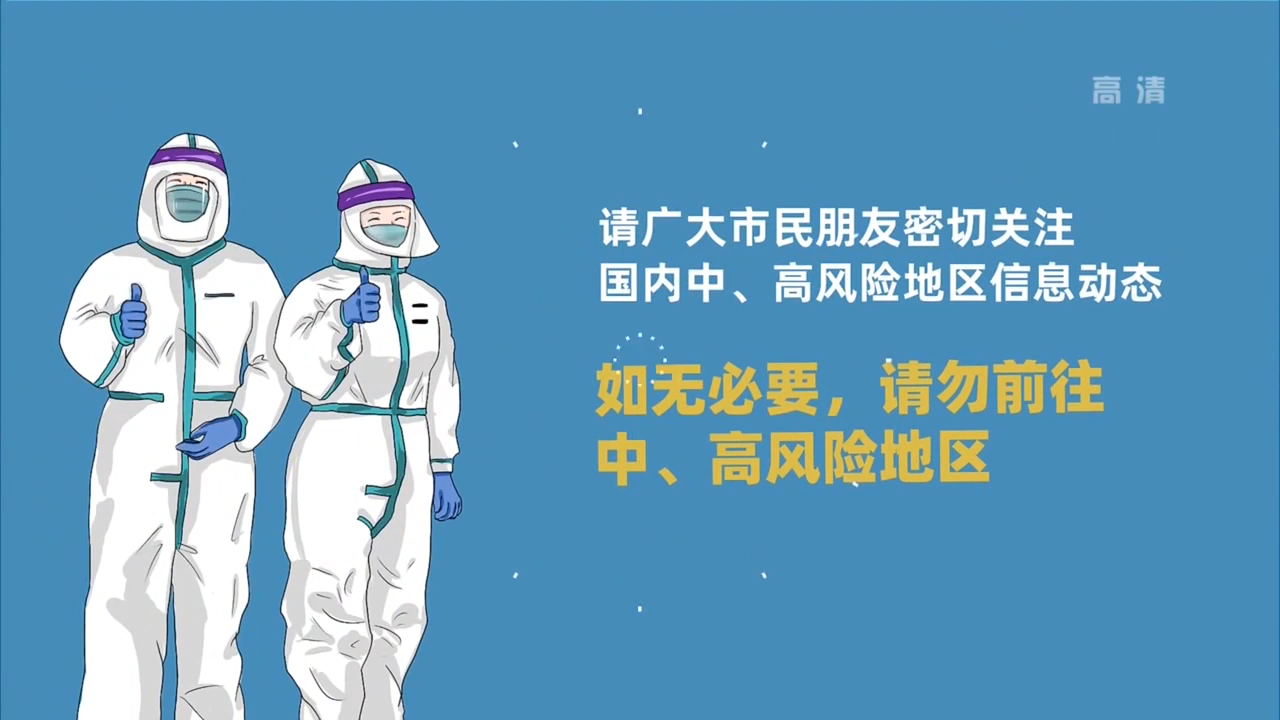 高清
请广大市民朋友密切关注
国内中、高风险地区信息动态
如无必要，请勿前往
中、高风险地区